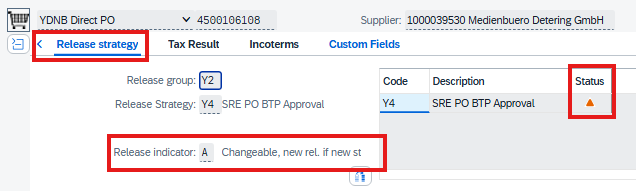 YDNB Direct PO 4500106108 Supplier: 1000039530 Medienbuero Detering GmbH
Release strategy Tax Result Incoterms Custom Fields
Release group: Y2
Code Description Status
Release Strategy: Y4 SRE PO BTP Approval
Y4 SRE PO BTP Approval
Release indicator: A Changeable, new rel. if new st